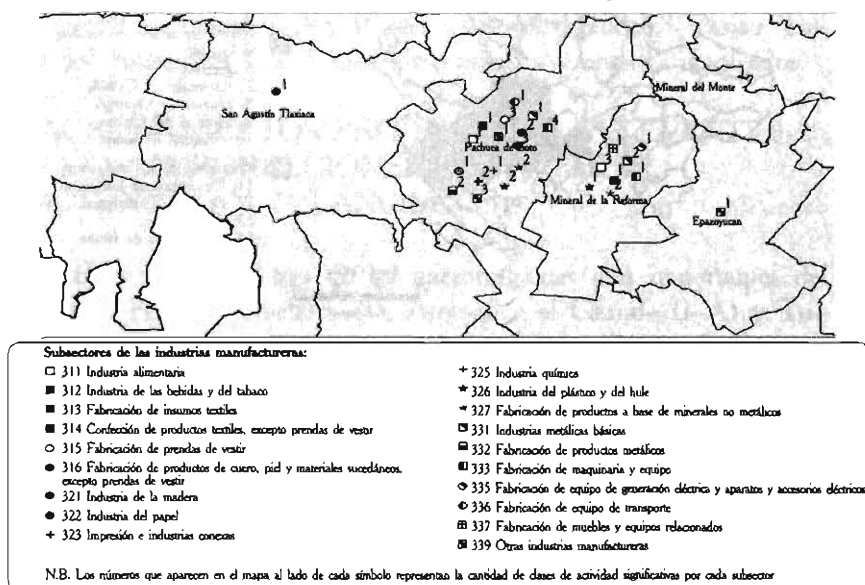 Mineral del Monte
San Agustín Tlaxiaca
Pachuca de Soto
Mineral de la Reforma
Epazoyucan
Subsectores de las industrias manufactureras:
311 Industria alimentaria
312 Industria de las bebidas y del tabaco
313 Fabricación de insumos textiles
314 Confección de productos textiles, excepto prendas de vestir
315 Fabricación de prendas de vestir
316 Fabricación de productos de cuero, piel y materiales sucedáneos,
excepto prendas de vestir
321 Industria de la madera
322 Industria del papel
323 Impresión e industrias conexas
325 Industria química
326 Industria del plástico y del hule
327 Fabricación de productos a base de minerales no metálicos
331 Industrias metálicas básicas
332 Fabricación de productos metálicos
333 Fabricación de maquinaria y equipo
335 Fabricación de equipo de generación eléctrica y aparatos y accesorios eléctricos
336 Fabricación de equipo de transporte
337 Fabricación de muebles y equipos relacionados
339 Otras industrias manufactureras
N.B. Los números que aparecen en el mapa al lado de cada símbolo representan la cantidad de clases de actividad significativas por cada subsector